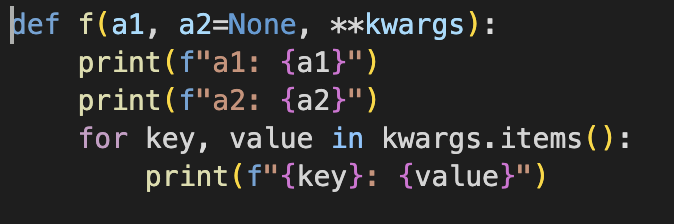 def f(a1, a2=None, **kwargs):
    print(f"a1: {a1}")
    print(f"a2: {a2}")
    for key, value in kwargs.items():
        print(f"{key}: {value}")